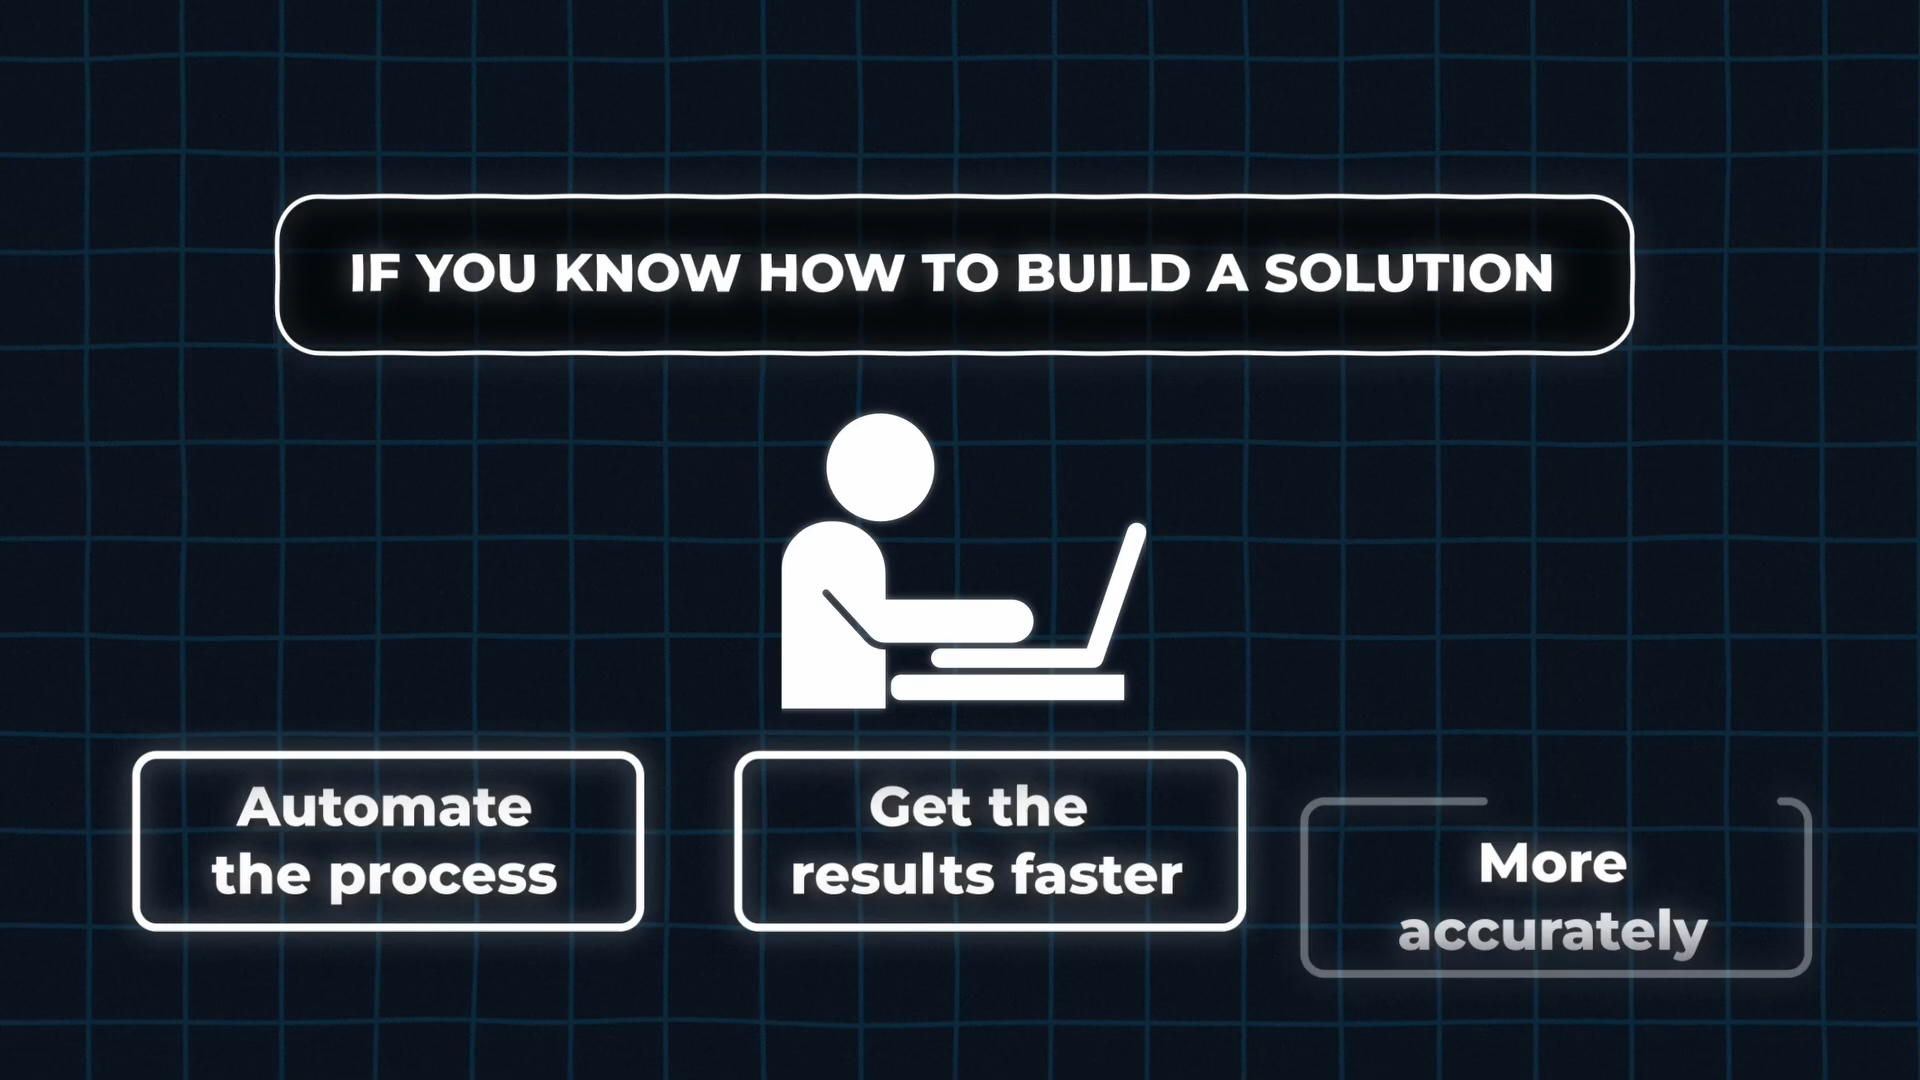 IF YOU KNOW HOW TO BUILD A SOLUTION
Automate
the process
Get the
results faster
More
accurately